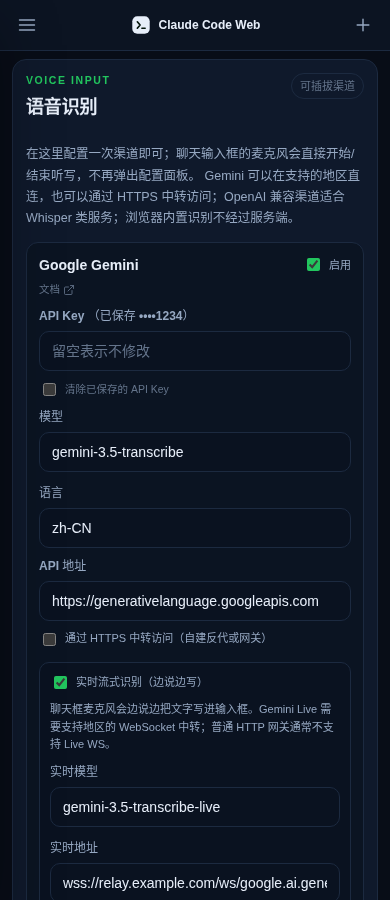 Claude Code Web
VOICE INPUT
可插拔渠道
语音识别
在这里配置一次渠道即可；聊天输入框的麦克风会直接开始/
结束听写，不再弹出配置面板。 Gemini 可以在支持的地区直
连，也可以通过 HTTPS 中转访问；OpenAI 兼容渠道适合
Whisper 类服务；浏览器内置识别不经过服务端。
Google Gemini
启用
文档
API Key （已保存 ••••1234）
留空表示不修改
清除已保存的 API Key
模型
gemini-3.5-transcribe
语言
zh-CN
API 地址
https://generativelanguage.googleapis.com
通过 HTTPS 中转访问（自建反代或网关）
实时流式识别（边说边写）
聊天框麦克风会边说边把文字写进输入框。Gemini Live 需
要支持地区的 WebSocket 中转；普通 HTTP 网关通常不支
持 Live WS。
实时模型
gemini-3.5-transcribe-live
实时地址
wss://relay.example.com/ws/google.ai.gene